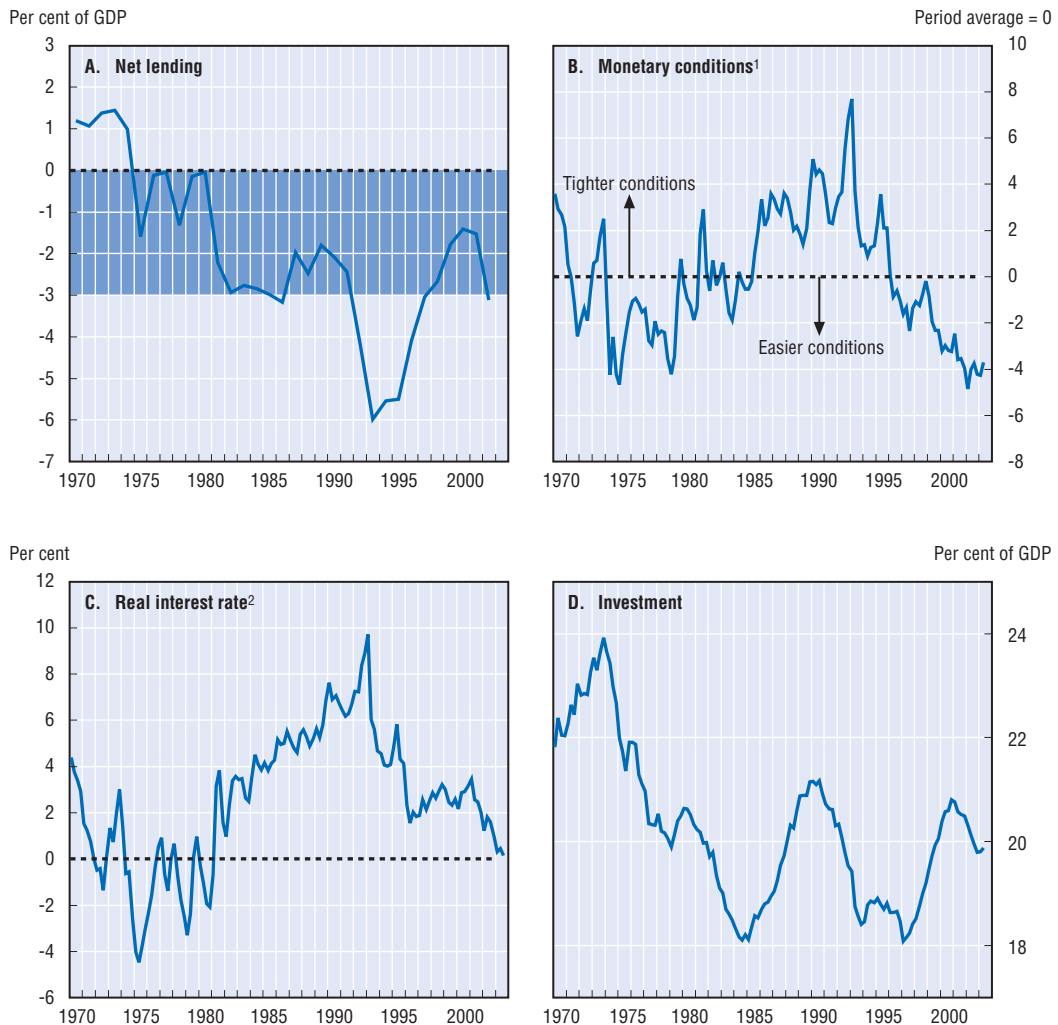 Per cent of GDP
Period average = 0
A. Net lending
3
2
1
0
-1
-2
-3
-4
-5
-6
-7
1970 1975 1980 1985 1990 1995 2000
B. Monetary conditions1
10
8
6
4
2
0
-2
-4
-6
-8
Tighter conditions
Easier conditions
1970 1975 1980 1985 1990 1995 2000
Per cent
Per cent of GDP
C. Real interest rate2
12
10
8
6
4
2
0
-2
-4
-6
1970 1975 1980 1985 1990 1995 2000
D. Investment
24
22
20
18
1970 1975 1980 1985 1990 1995 2000